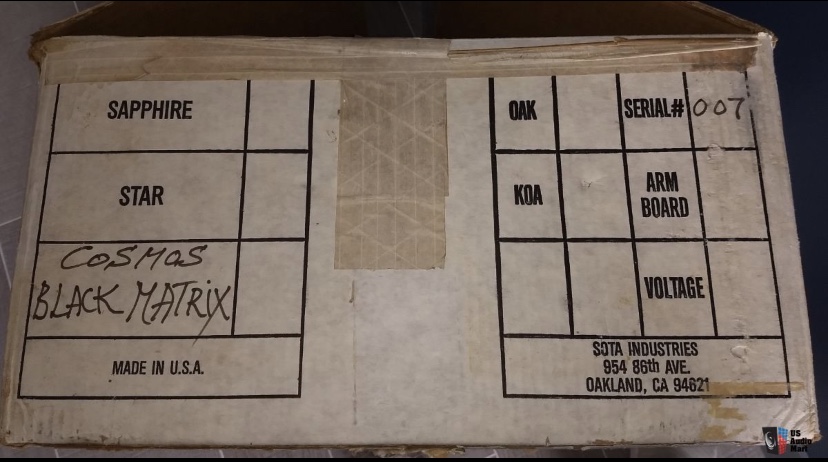 SAPPHIRE
STAR
COSMOS
BLACK MATRIX
MADE IN U.S.A.
OAK
SERIAL# 007
KOA
ARM
BOARD
VOLTAGE
SOTA INDUSTRIES
954 86th AVE.
OAKLAND, CA 94621
US
Audio
Mart